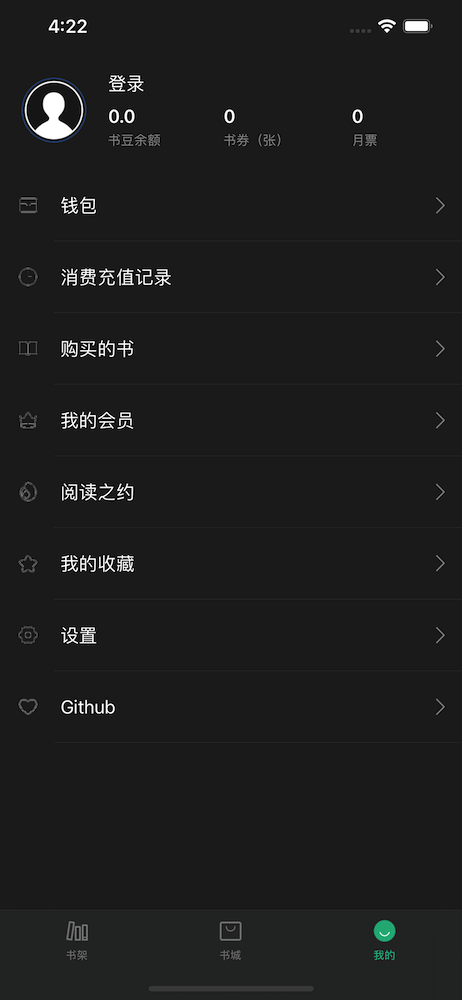 4:22
登录
0.0 0 0
书豆余额 书券（张） 月票
钱包
消费充值记录
购买的书
我的会员
阅读之约
我的收藏
设置
Github
书架 书城 我的